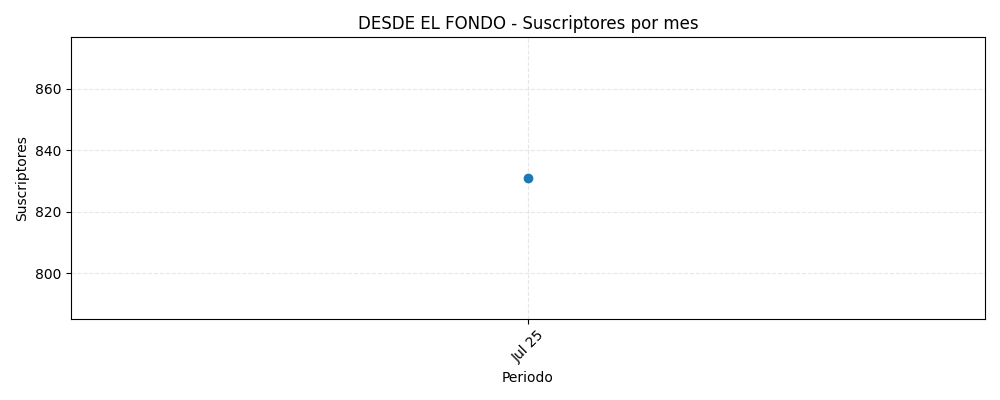 DESDE EL FONDO - Suscriptores por mes
860
840
820
800
Suscriptores
Jul 25
Periodo